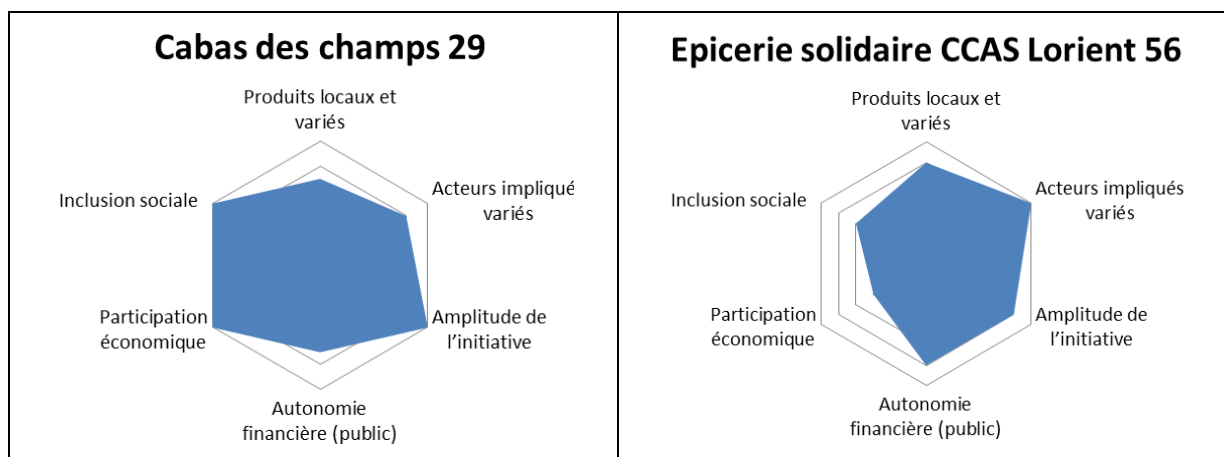 Cabas des champs 29
Produits locaux et
variés
Inclusion sociale
Acteurs impliqué
variés
Participation
économique
Amplitude de
l’initiative
Autonomie
financière (public)
Epicerie solidaire CCAS Lorient 56
Produits locaux et
variés
Inclusion sociale
Acteurs impliqués
variés
Participation
économique
Amplitude de
l’initiative
Autonomie
financière (public)